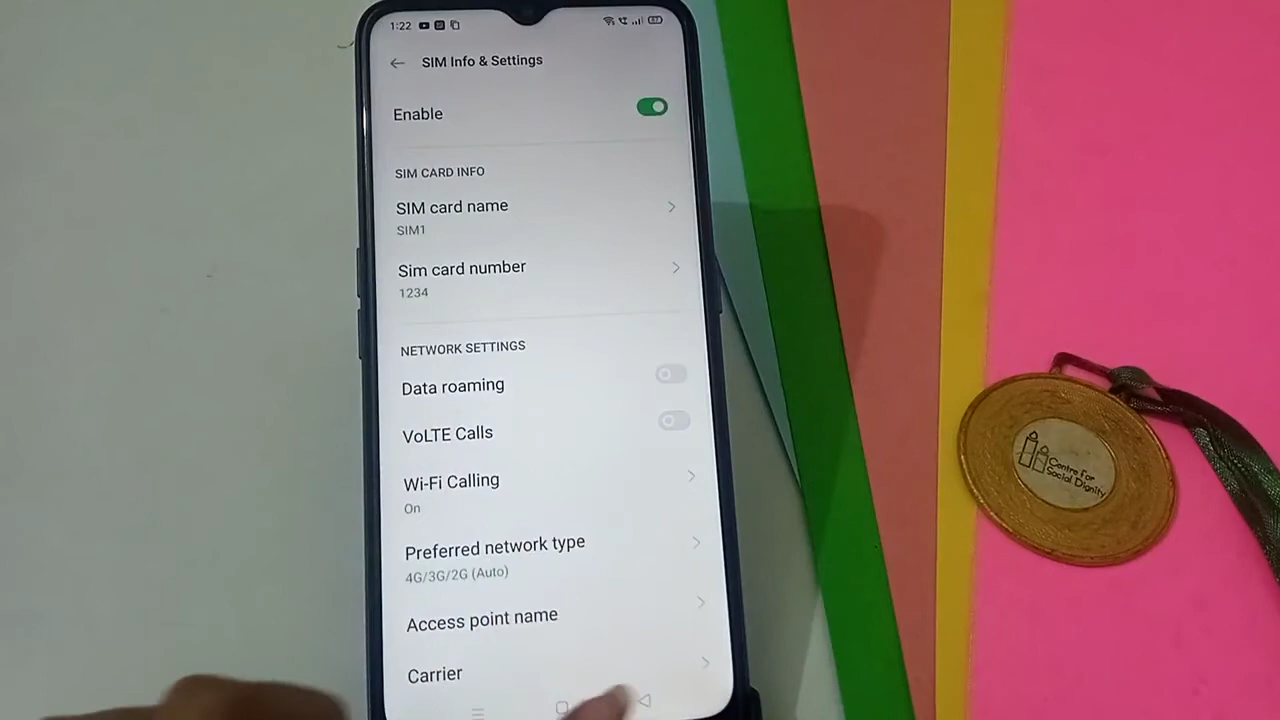 1:22
SIM Info & Settings
Enable
SIM CARD INFO
SIM card name
SIM1
Sim card number
1234
NETWORK SETTINGS
Data roaming
VoLTE Calls
Wi-Fi Calling
On
Preferred network type
4G/3G/2G (Auto)
Access point name
Carrier
Centre For
Social Dignity